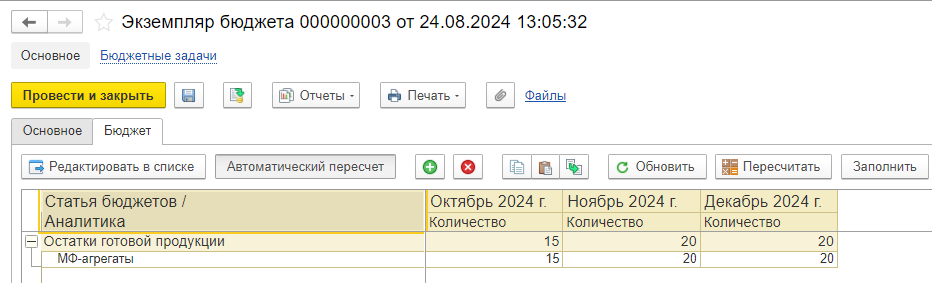 Экземпляр бюджета 000000003 от 24.08.2024 13:05:32
Основное Бюджетные задачи
Провести и закрыть Отчеты Печать Файлы
Основное Бюджет
Редактировать в списке Автоматический пересчет Обновить Пересчитать Заполнить
Статья бюджетов / Октябрь 2024 г. Ноябрь 2024 г. Декабрь 2024 г.
Аналитика Количество Количество Количество
Остатки готовой продукции 15 20 20
МФ-агрегаты 15 20 20